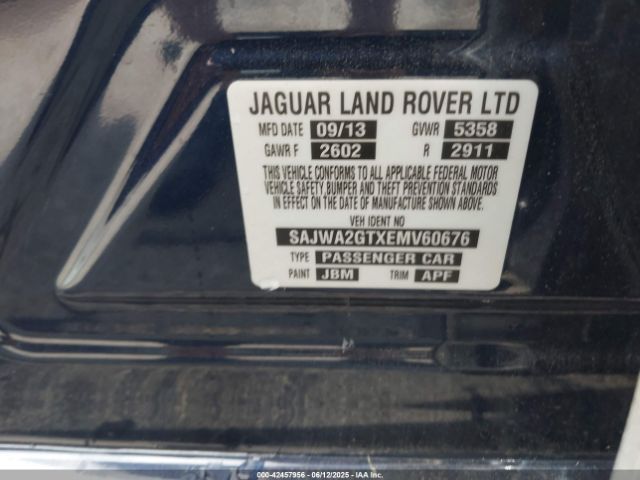 JAGUAR LAND ROVER LTD
MFD DATE 09/13 GVWR 5358
GAWR F 2602 R 2911
THIS VEHICLE CONFORMS TO ALL APPLICABLE FEDERAL MOTOR
VEHICLE SAFETY, BUMPER AND THEFT PREVENTION STANDARDS
IN EFFECT ON THE DATE OF MANUFACTURE SHOWN ABOVE.
VEH IDENT NO
SAJWA2GTXEMV60676
TYPE PASSENGER CAR
PAINT JBM TRIM APF
000-42457956 - 06/12/2025 - IAA Inc.